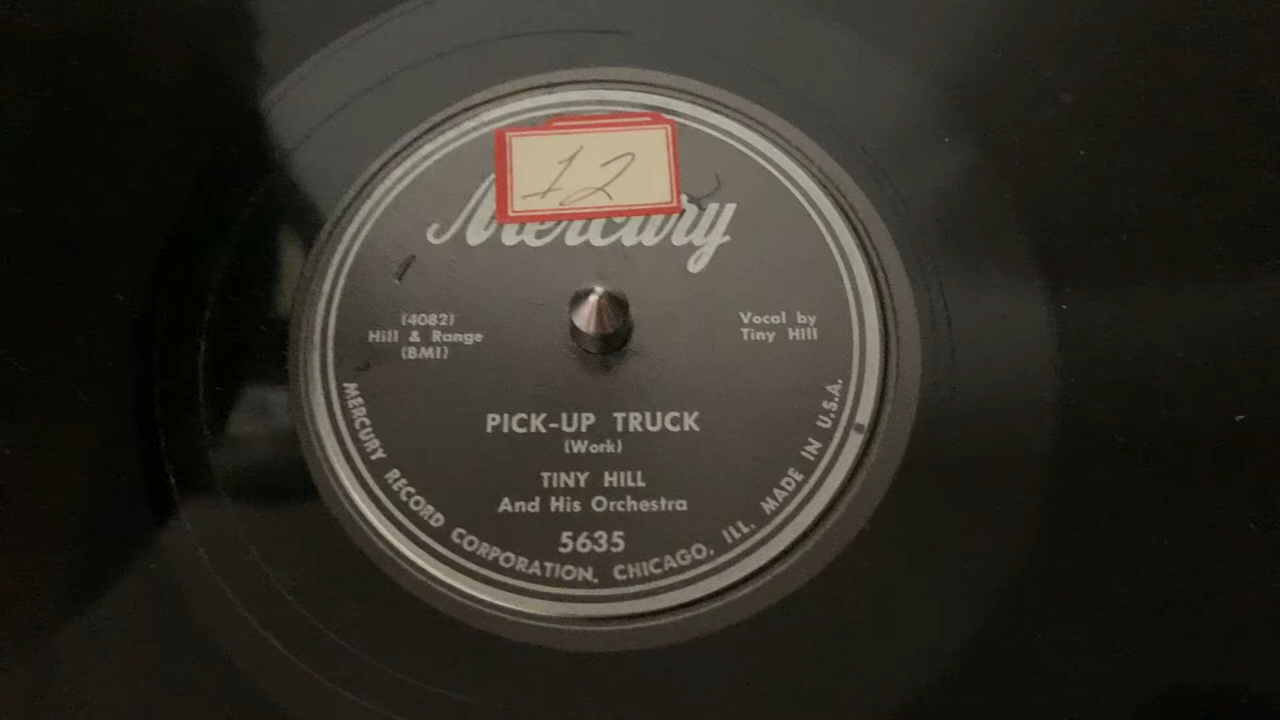 12
Mercury
(4082)
Hill & Range
(BMI)
Vocal by
Tiny Hill
PICK-UP TRUCK
(Work)
TINY HILL
And His Orchestra
5635
MERCURY RECORD CORPORATION, CHICAGO, ILL. MADE IN U.S.A.